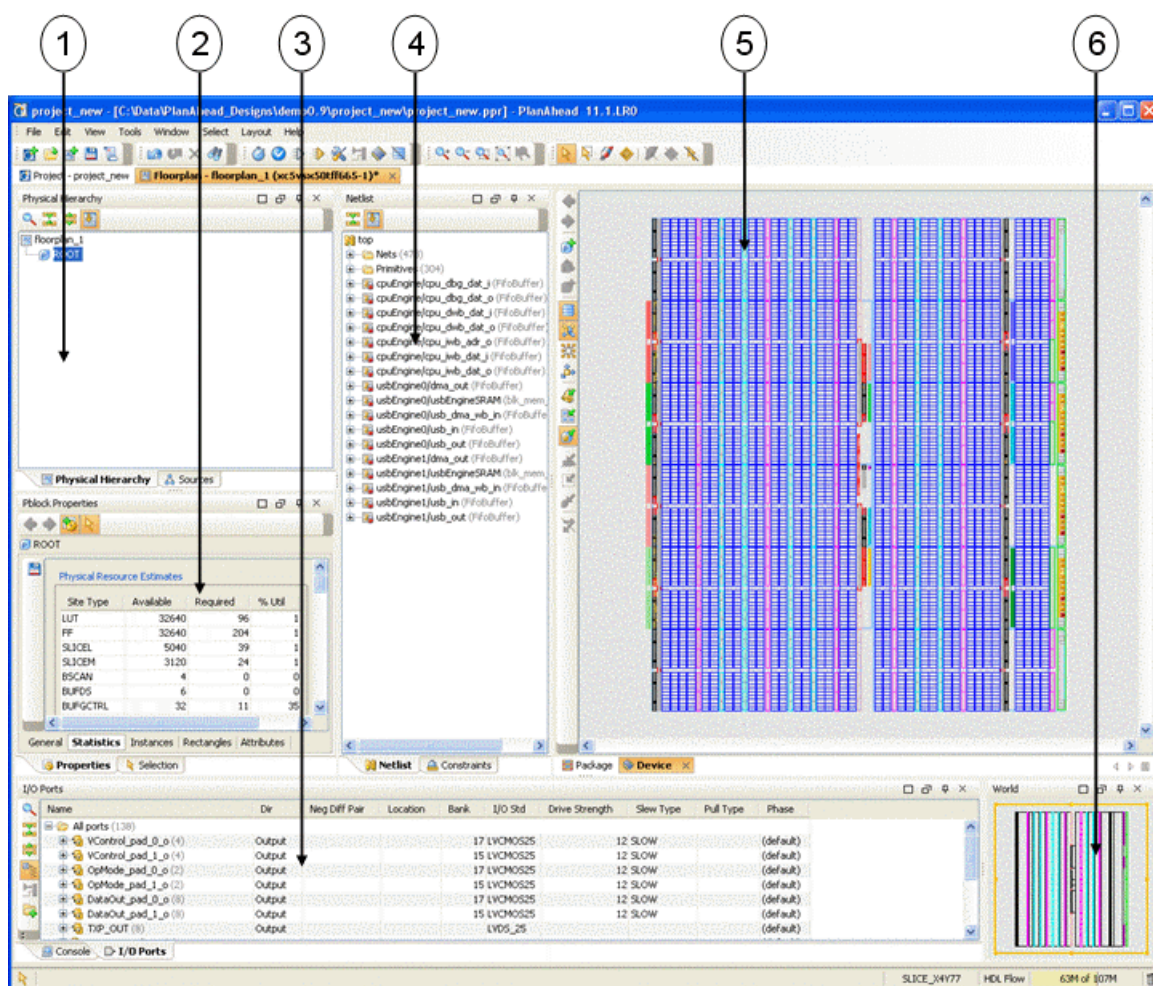 1 2 3 4 5 6
project_new - [C:\Data\PlanAhead_Designs\demo0.9\project_new\project_new.ppr] - PlanAhead 11.1.LR0
File Edit View Tools Window Select Layout Help
Project - project_new Floorplan - floorplan_1 (xc5vsx50tff665-1)* ×
Physical Hierarchy
floorplan_1
ROOT
Physical Hierarchy Sources
Pblock Properties
ROOT
Physical Resource Estimates
Site Type Available Required % Util
LUT 32640 96 1
FF 32640 204 1
SLICEL 5040 39 1
SLICEM 3120 24 1
BSCAN 4 0 0
BUFDS 6 0 0
BUFGCTRL 32 11 35
General Statistics Instances Rectangles Attributes
Properties Selection
Netlist
top
Nets
Primitives (304)
cpuEngine/cpu_dbg_dat_i (FifoBuffer)
cpuEngine/cpu_dbg_dat_o (FifoBuffer)
cpuEngine/cpu_dwb_dat_i (FifoBuffer)
cpuEngine/cpu_dwb_dat_o (FifoBuffer)
cpuEngine/cpu_iwb_adr_o (FifoBuffer)
cpuEngine/cpu_iwb_dat_i (FifoBuffer)
cpuEngine/cpu_iwb_dat_o (FifoBuffer)
usbEngine0/dma_out (FifoBuffer)
usbEngine0/usbEngineSRAM (blk_mem_
usbEngine0/usb_dma_wb_in (FifoBuffe
usbEngine0/usb_in (FifoBuffer)
usbEngine0/usb_out (FifoBuffer)
usbEngine1/dma_out (FifoBuffer)
usbEngine1/usbEngineSRAM (blk_mem_
usbEngine1/usb_dma_wb_in (FifoBuffe
usbEngine1/usb_in (FifoBuffer)
usbEngine1/usb_out (FifoBuffer)
Netlist Constraints
Package Device ×
I/O Ports
Name Dir Neg Diff Pair Location Bank I/O Std Drive Strength Slew Type Pull Type Phase
All ports (138)
VControl_pad_0_o (4) Output 17 LVCMOS25 12 SLOW (default)
VControl_pad_1_o (4) Output 15 LVCMOS25 12 SLOW (default)
OpMode_pad_0_o (2) Output 17 LVCMOS25 12 SLOW (default)
OpMode_pad_1_o (2) Output 15 LVCMOS25 12 SLOW (default)
DataOut_pad_0_o (8) Output 17 LVCMOS25 12 SLOW (default)
DataOut_pad_1_o (8) Output 15 LVCMOS25 12 SLOW (default)
TXP_OUT (8) Output LVDS_25 (default)
Console I/O Ports
World
SLICE_X4Y77 HDL Flow 63M of 107M